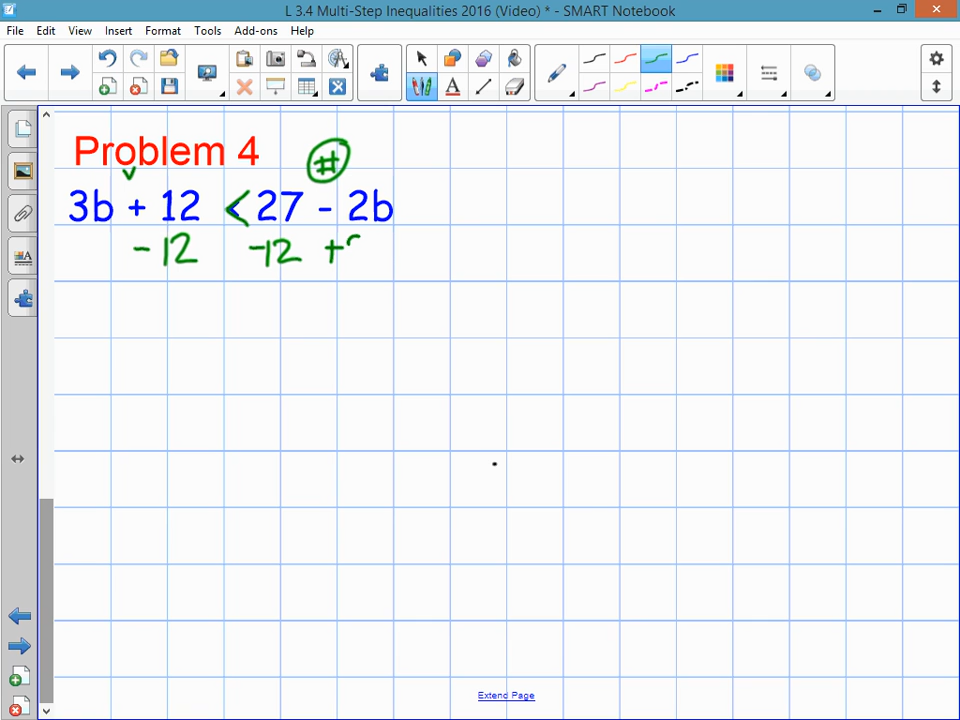 L 3.4 Multi-Step Inequalities 2016 (Video) * - SMART Notebook
File Edit View Insert Format Tools Add-ons Help
Problem 4 #
v
3b + 12 < 27 - 2b
-12 -12 +
Extend Page